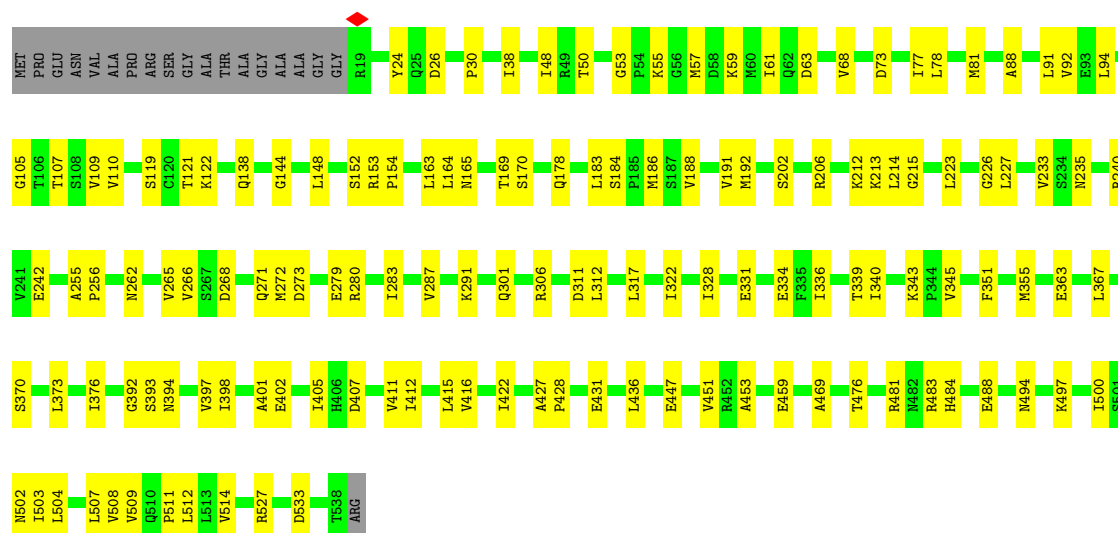 MET PRO GLU ASN VAL ALA PRO ARG SER GLY ALA THR ALA GLY ALA ALA GLY GLY R19 Y24 Q25 D26 P30 I38 I48 R49 T50 G53 P54 K55 G56 M57 D58 K59 M60 I61 Q62 D63 V68 D73 I77 L78 M81 A88 L91 V92 E93 L94
G105 T106 T107 S108 V109 V110 S119 C120 T121 K122 Q138 G144 L148 S152 R153 P154 L163 L164 N165 T169 S170 Q178 L183 S184 P185 M186 S187 V188 V191 M192 S202 R206 K212 K213 L214 G215 L223 G226 L227 V233 S234 N235
V241 E242 A255 P256 N262 V265 V266 S267 D268 Q271 M272 D273 E279 R280 I283 V287 K291 Q301 R306 D311 L312 L317 I322 I328 E331 E334 F335 I336 T339 I340 K343 P344 V345 F351 M355 E363 L367
S370 L373 I376 G392 S393 N394 V397 I398 A401 E402 I405 H406 D407 V411 I412 L415 V416 I422 A427 P428 E431 L436 E447 V451 R452 A453 E459 A469 T476 R481 N482 R483 H484 E488 N494 K497 I500 S501
N502 I503 L504 L507 V508 V509 Q510 P511 L512 L513 V514 R527 D533 T538 ARG